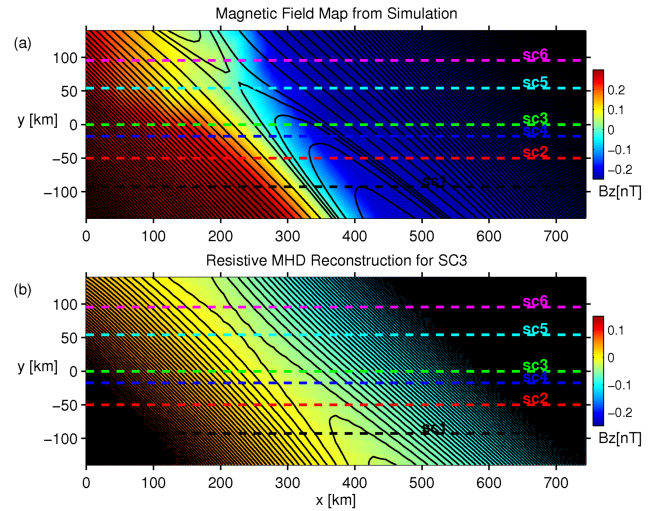 Magnetic Field Map from Simulation
(a)
100
50
0
−50
−100
y [km]
sc6
sc5
sc3
sc4
sc2
sc1
0 100 200 300 400 500 600 700
0.2
0.1
0
−0.1
−0.2
Bz[nT]
Resistive MHD Reconstruction for SC3
(b)
100
50
0
−50
−100
y [km]
sc6
sc5
sc3
sc4
sc2
sc1
0 100 200 300 400 500 600 700
x [km]
0.1
0
−0.1
−0.2
Bz[nT]